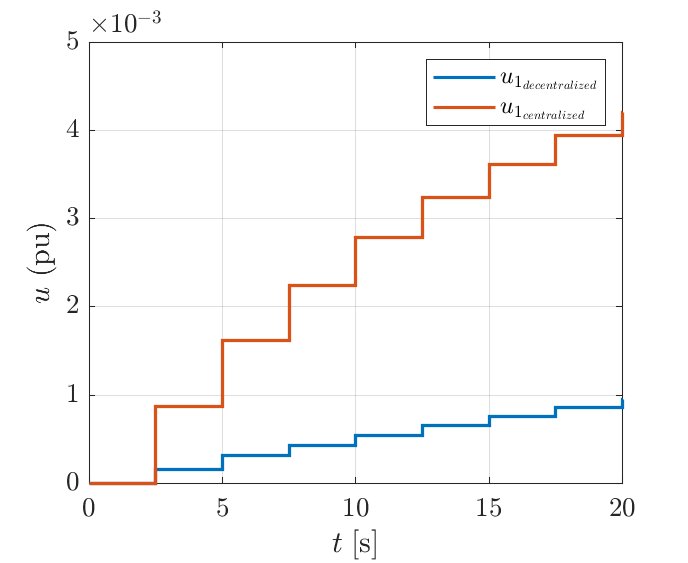 ×10⁻³
5
4
3
2
1
0
u (pu)
u₁decentralized
u₁centralized
0 5 10 15 20
t [s]